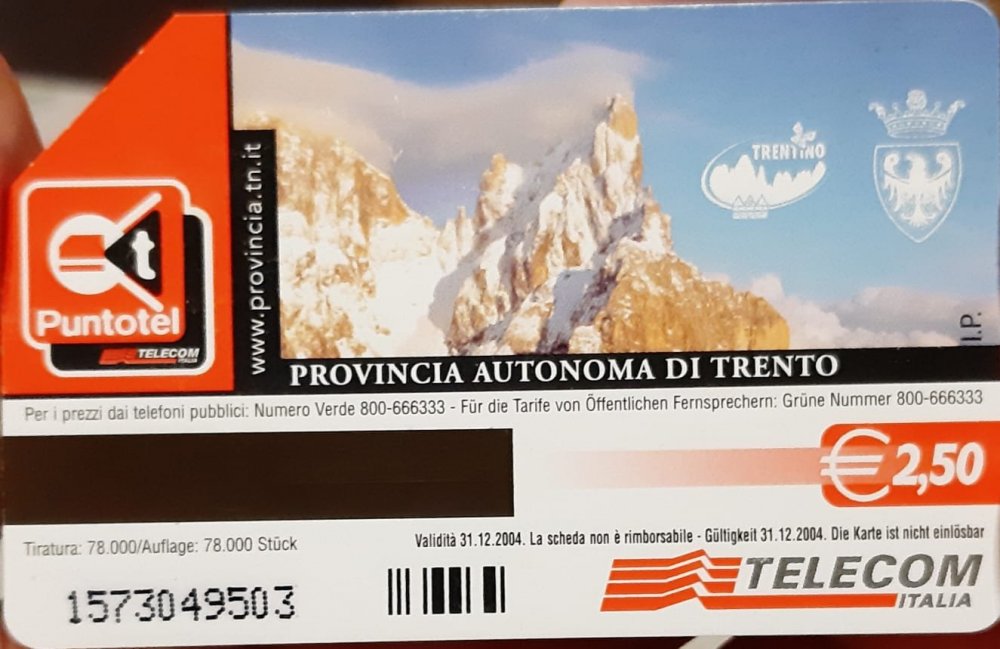 TRENTINO
www.provincia.tn.it
t
Puntotel
TELECOM
ITALIA
I.P.
PROVINCIA AUTONOMA DI TRENTO
Per i prezzi dai telefoni pubblici: Numero Verde 800-666333 - Für die Tarife von Öffentlichen Fernsprechern: Grüne Nummer 800-666333
€ 2,50
Tiratura: 78.000/Auflage: 78.000 Stück
Validità 31.12.2004. La scheda non è rimborsabile - Gültigkeit 31.12.2004. Die Karte ist nicht einlösbar
1573049503
TELECOM
ITALIA